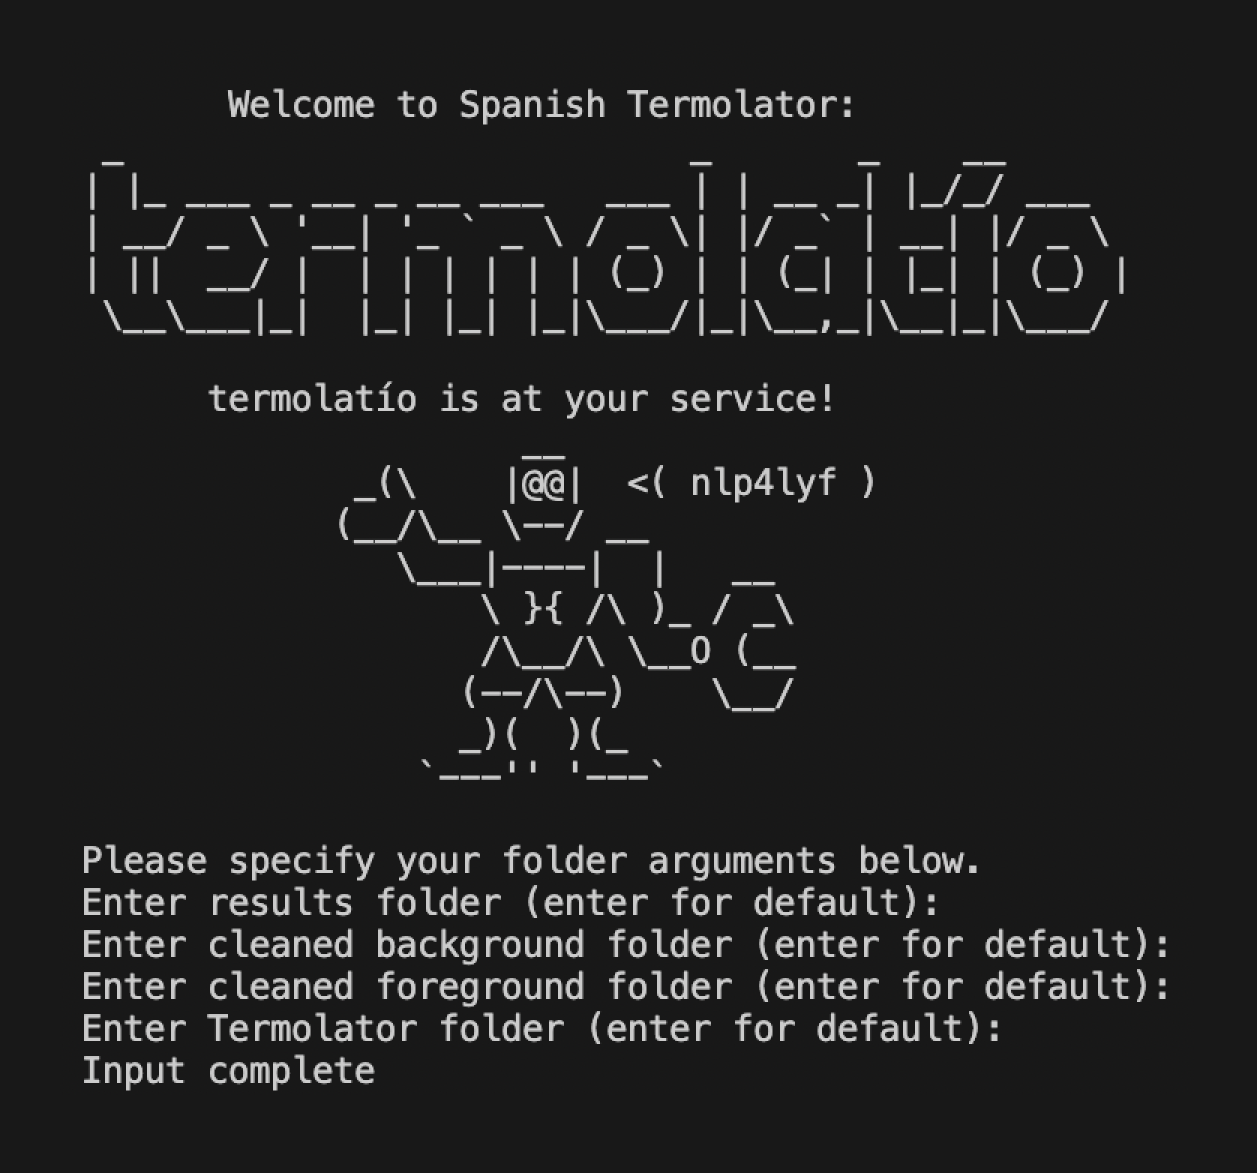 Welcome to Spanish Termolator:
termolatío
termolatío is at your service!
<( nlp4lyf )
Please specify your folder arguments below.
Enter results folder (enter for default):
Enter cleaned background folder (enter for default):
Enter cleaned foreground folder (enter for default):
Enter Termolator folder (enter for default):
Input complete